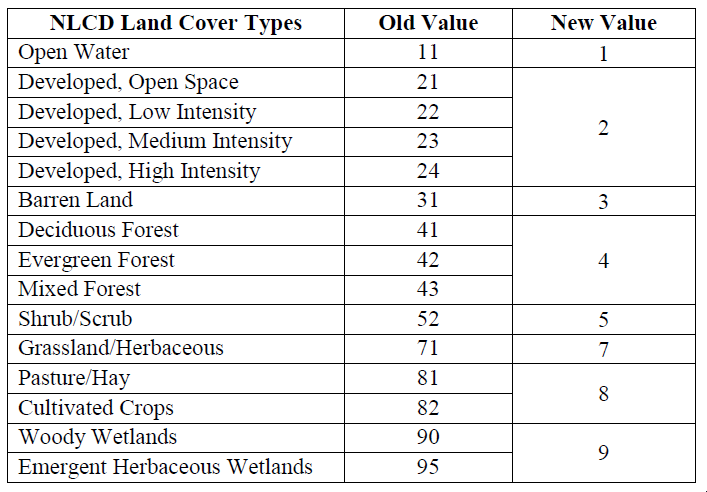 NLCD Land Cover Types Old Value New Value
Open Water 11 1
Developed, Open Space 21
Developed, Low Intensity 22
Developed, Medium Intensity 23
2
Developed, High Intensity 24
Barren Land 31 3
Deciduous Forest 41
Evergreen Forest 42 4
Mixed Forest 43
Shrub/Scrub 52 5
Grassland/Herbaceous 71 7
Pasture/Hay 81
8
Cultivated Crops 82
Woody Wetlands 90
9
Emergent Herbaceous Wetlands 95